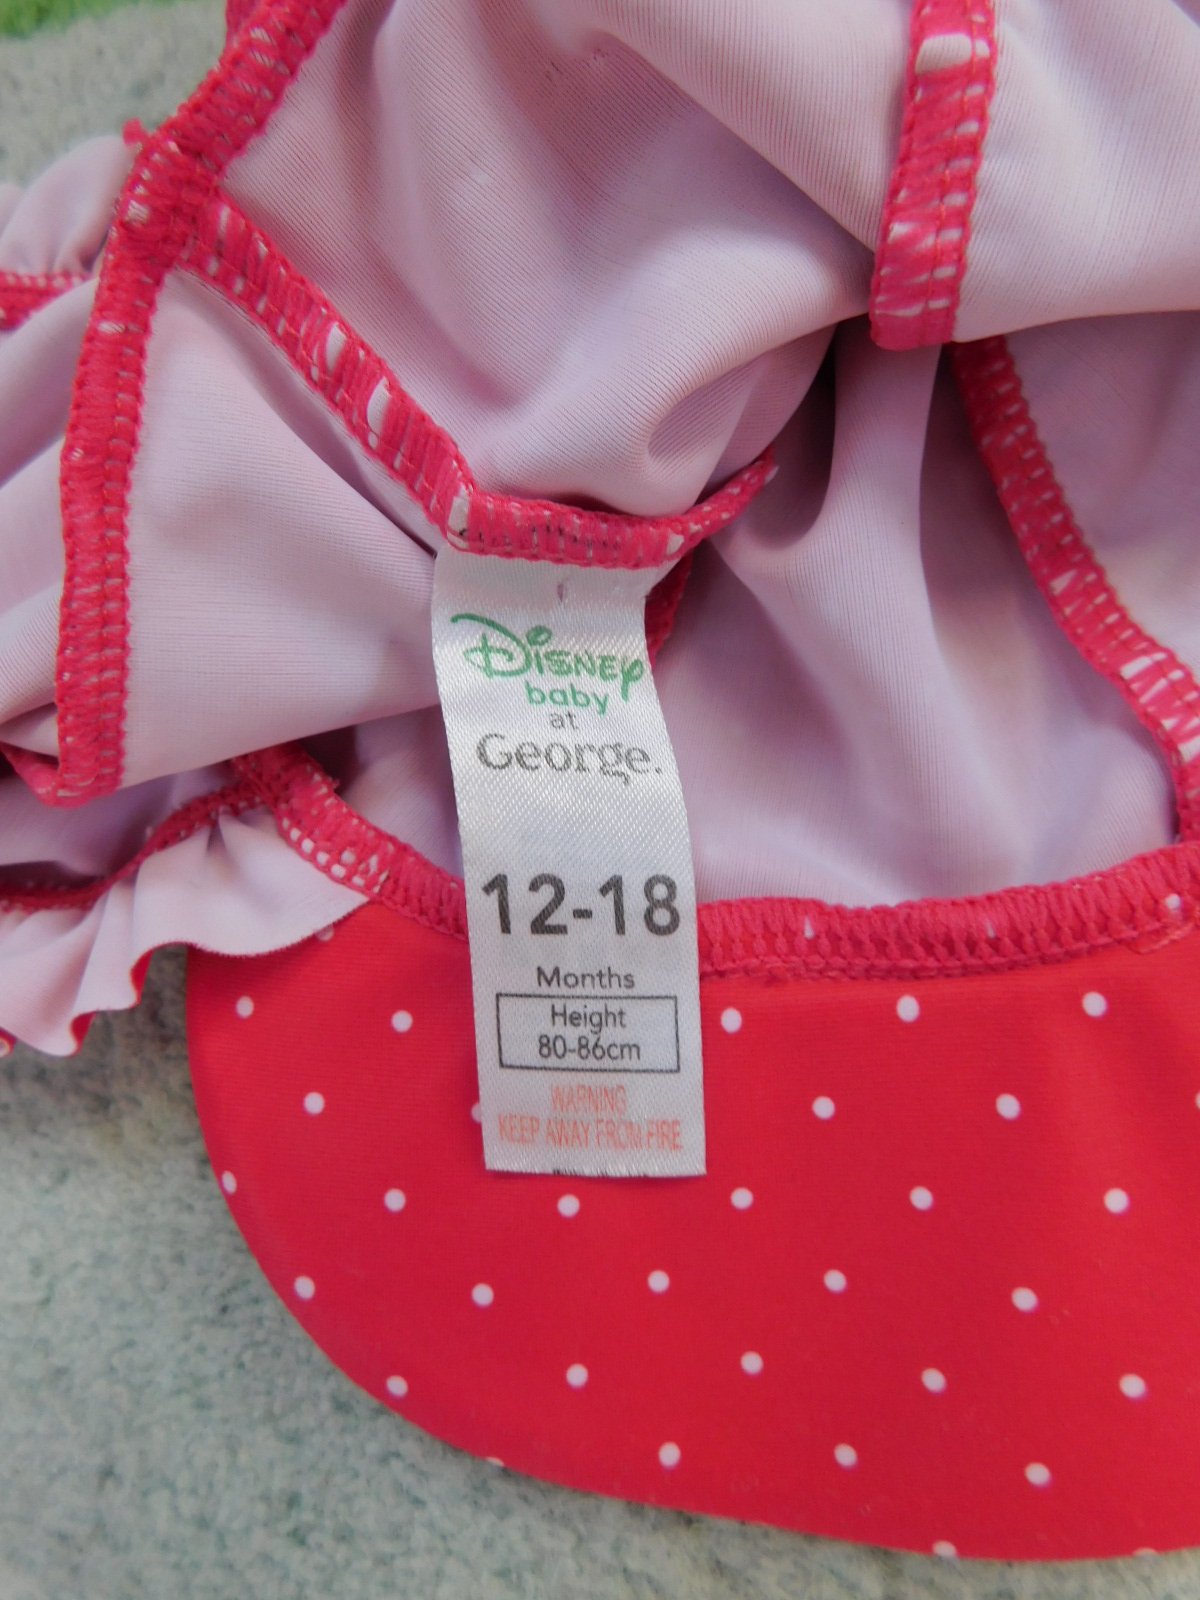 Disney
baby
at
George.
12-18
Months
Height
80-86cm
WARNING
KEEP AWAY FROM FIRE